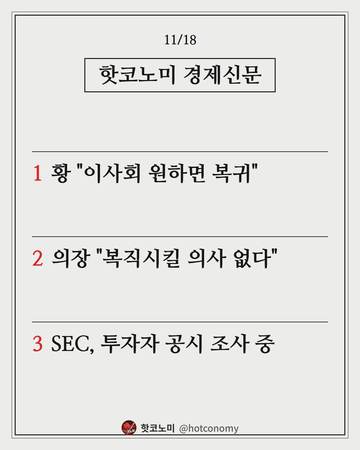 11/18
핫코노미 경제신문
1 황 "이사회 원하면 복귀"
2 의장 "복직시킬 의사 없다"
3 SEC, 투자자 공시 조사 중
핫코노미 @hotconomy